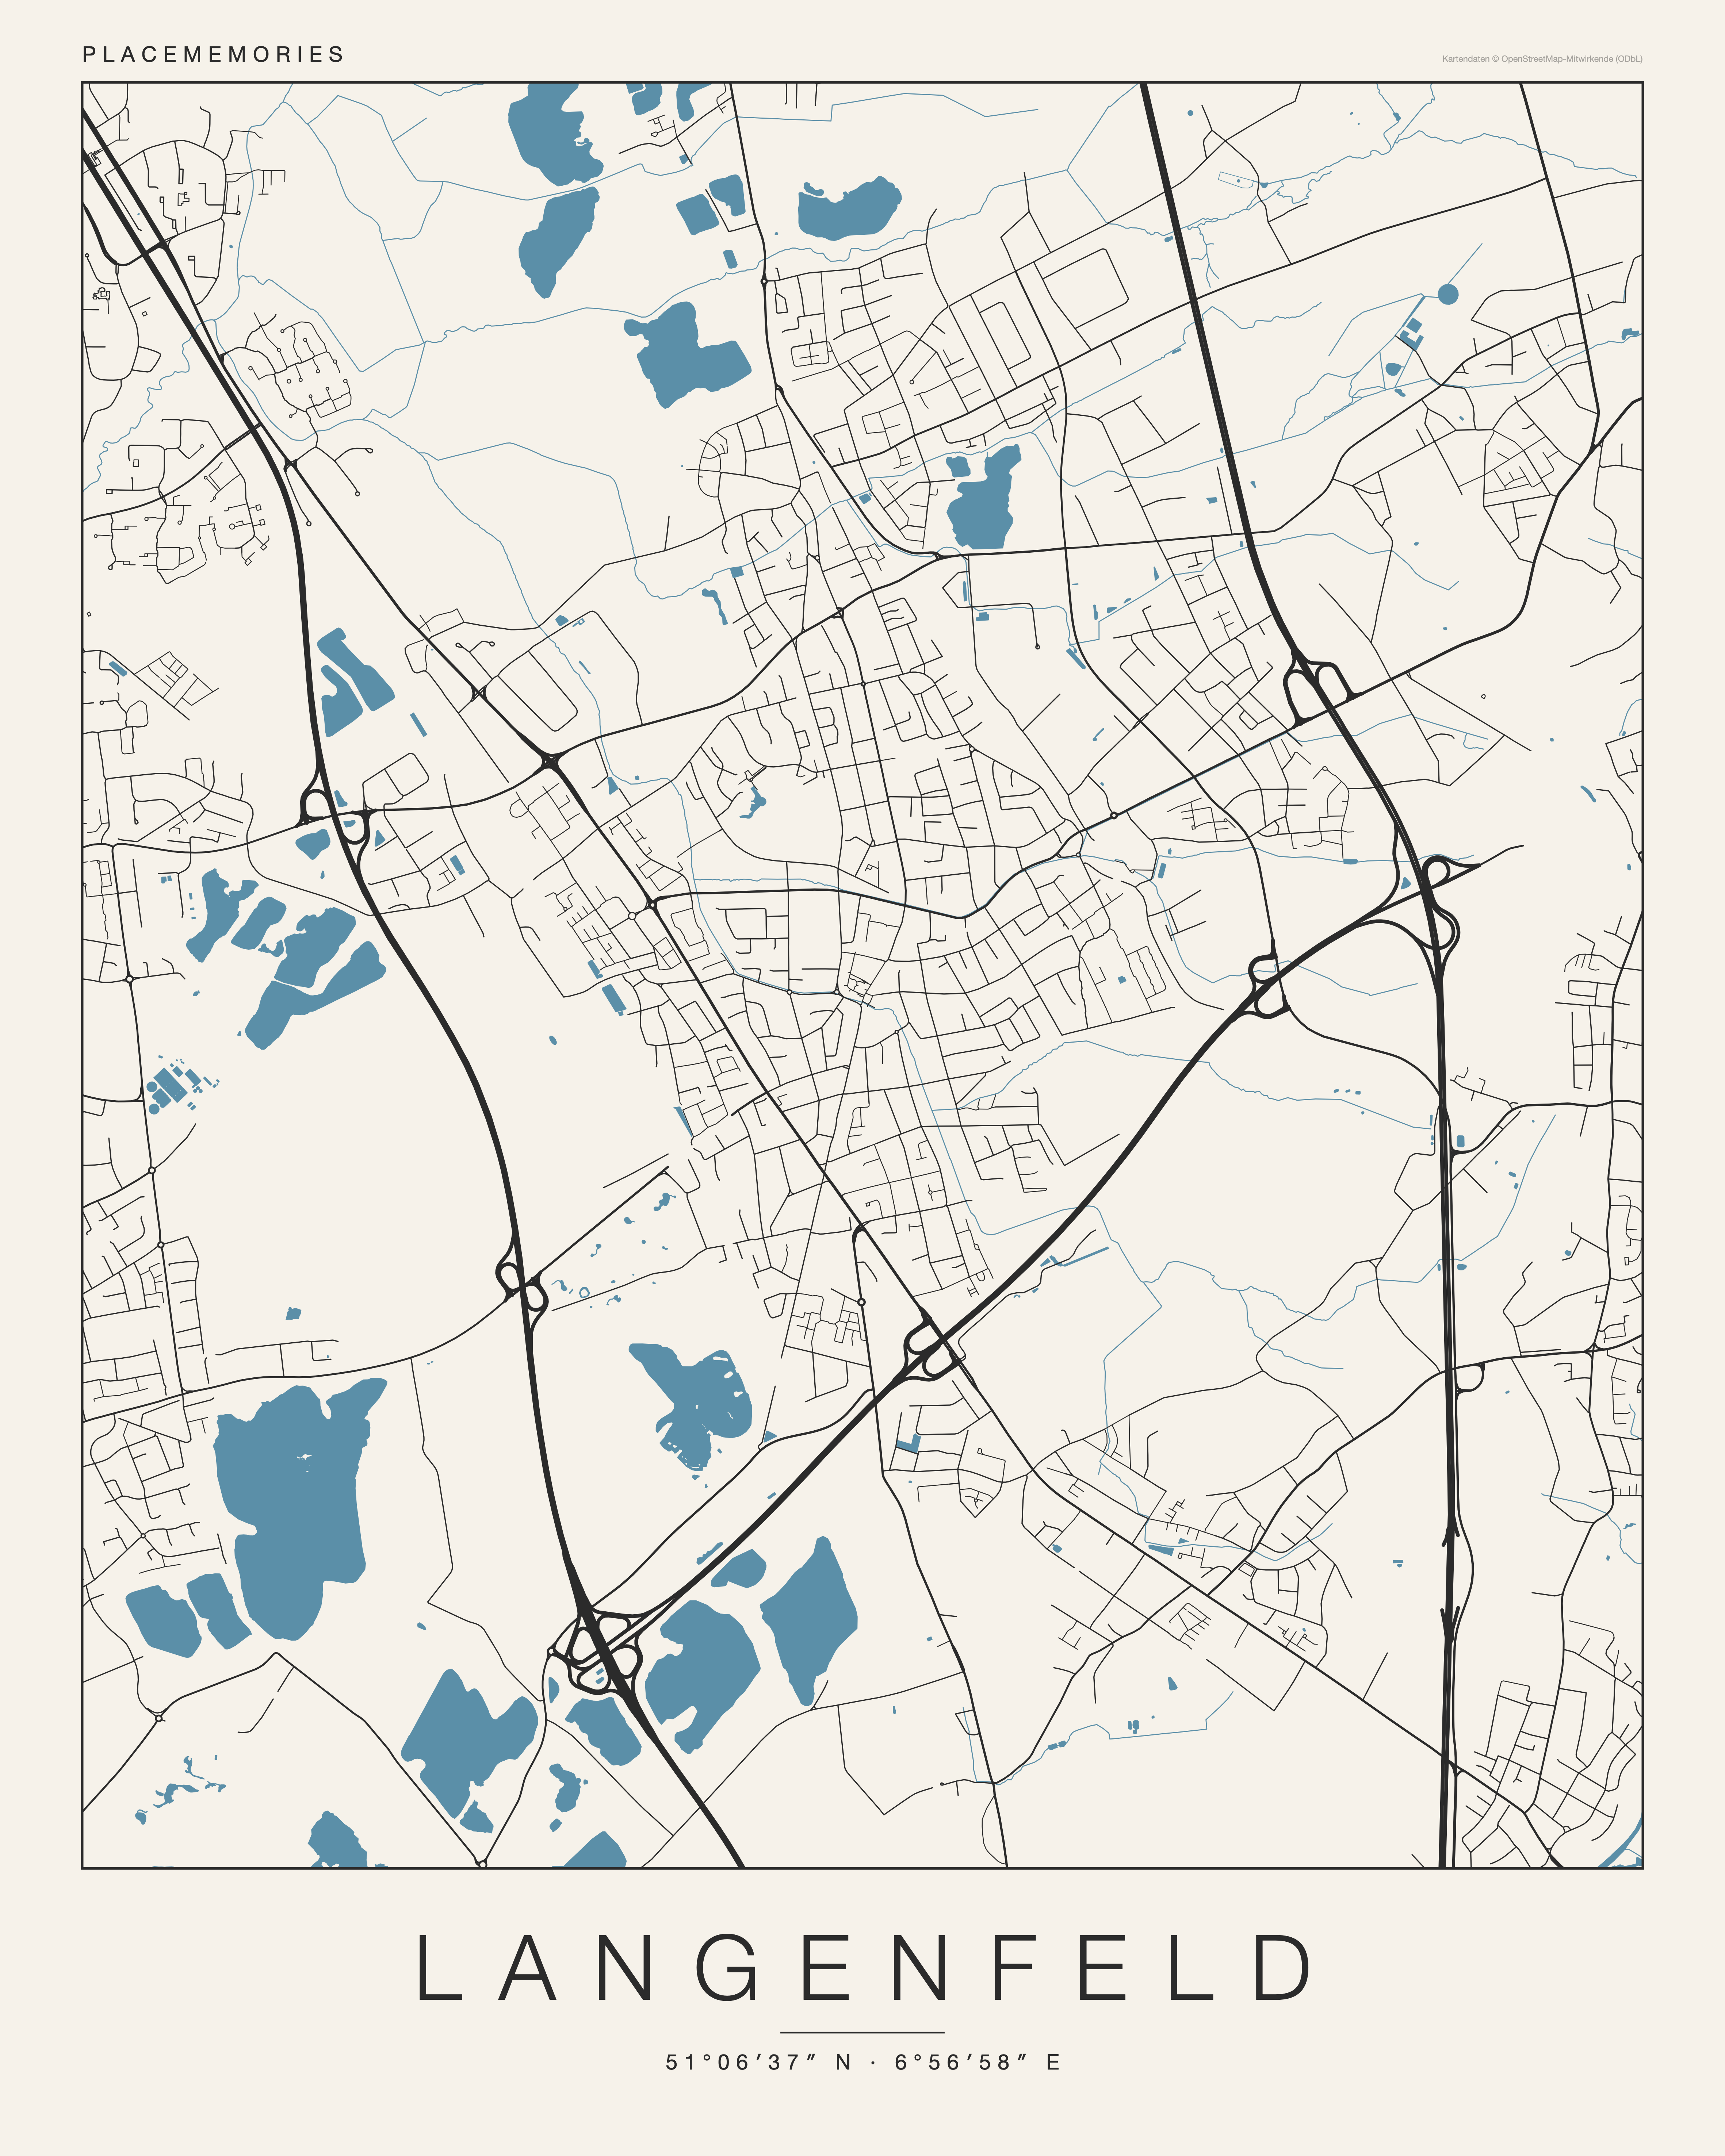 PLACEMEMORIES
Kartendaten © OpenStreetMap-Mitwirkende (ODbL)
LANGENFELD
51°06′37″ N · 6°56′58″ E